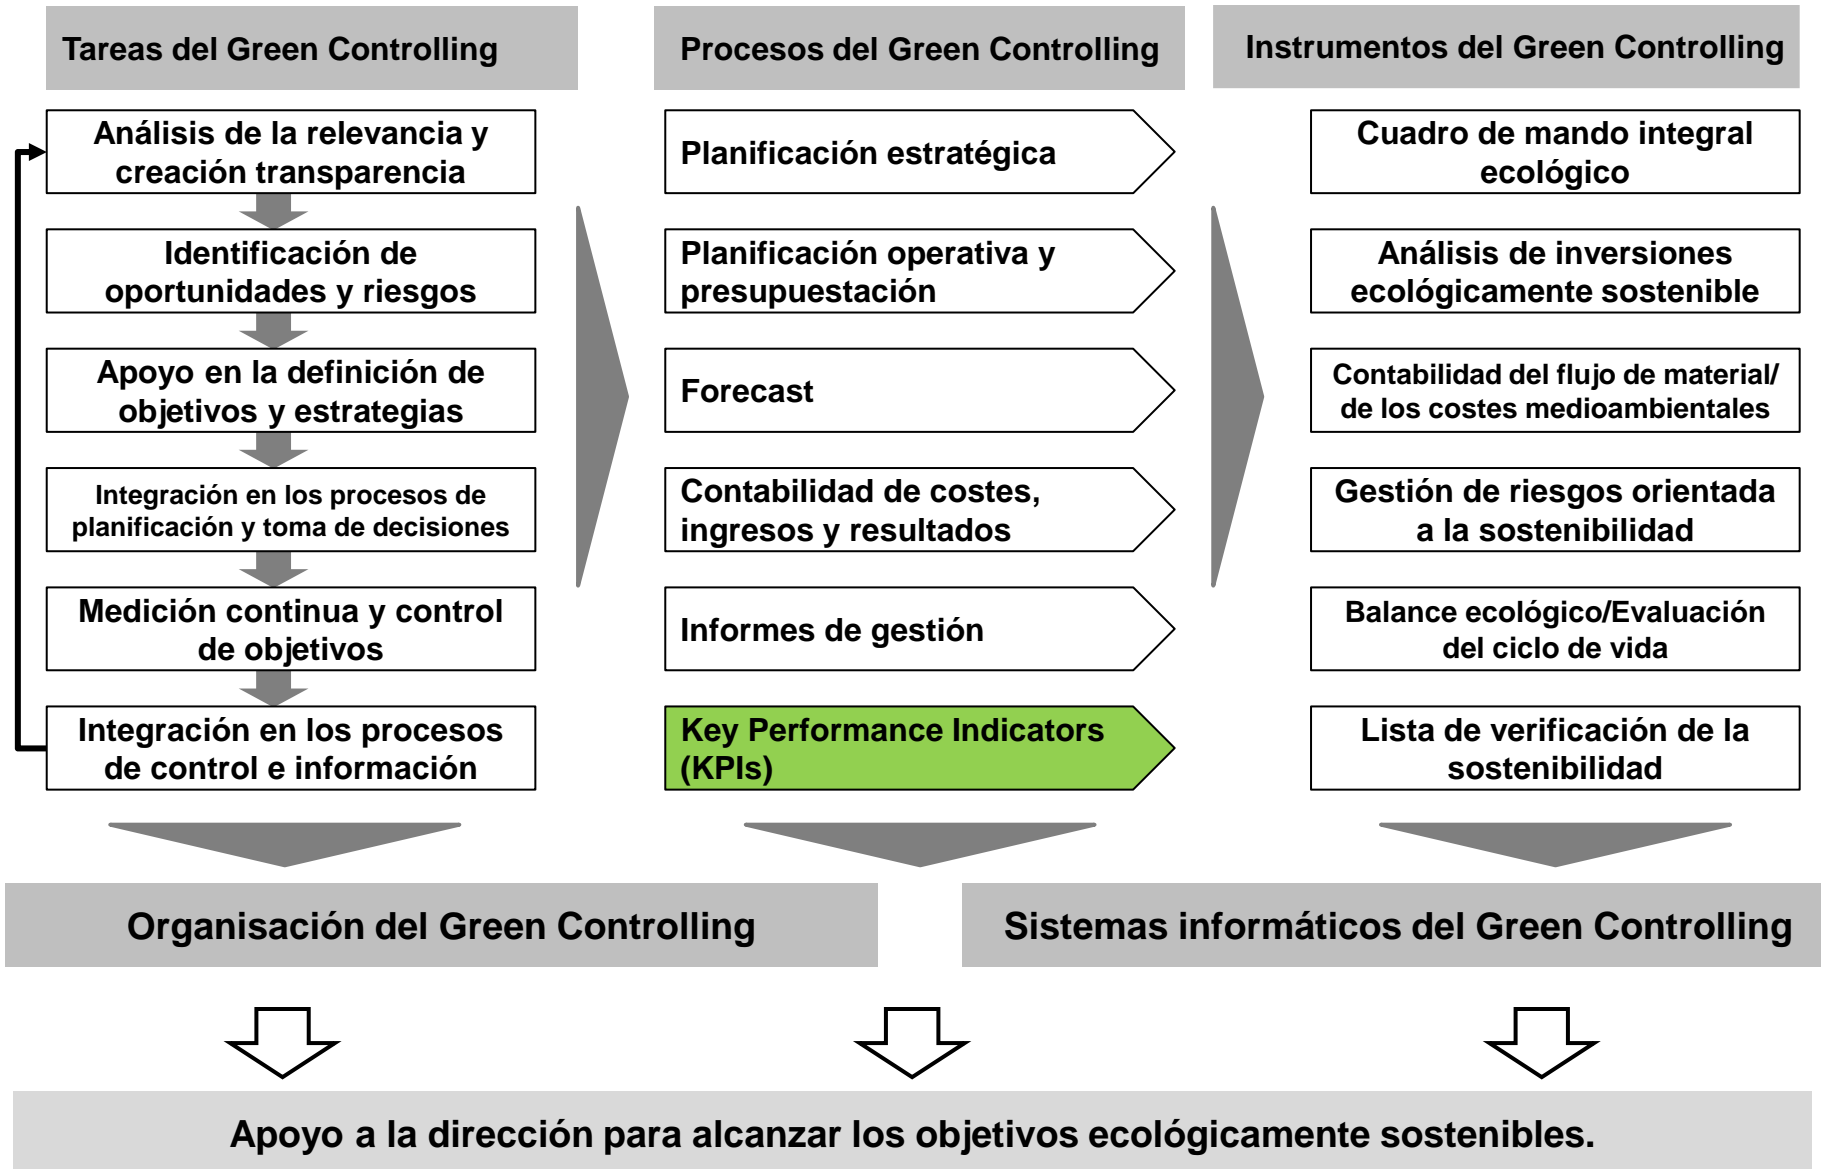 Tareas del Green Controlling
Análisis de la relevancia y
creación transparencia
Identificación de
oportunidades y riesgos
Apoyo en la definición de
objetivos y estrategias
Integración en los procesos de
planificación y toma de decisiones
Medición continua y control
de objetivos
Integración en los procesos
de control e información
Procesos del Green Controlling
Planificación estratégica
Planificación operativa y
presupuestación
Forecast
Contabilidad de costes,
ingresos y resultados
Informes de gestión
Key Performance Indicators
(KPIs)
Instrumentos del Green Controlling
Cuadro de mando integral
ecológico
Análisis de inversiones
ecológicamente sostenible
Contabilidad del flujo de material/
de los costes medioambientales
Gestión de riesgos orientada
a la sostenibilidad
Balance ecológico/Evaluación
del ciclo de vida
Lista de verificación de la
sostenibilidad
Organisación del Green Controlling
Sistemas informáticos del Green Controlling
Apoyo a la dirección para alcanzar los objetivos ecológicamente sostenibles.